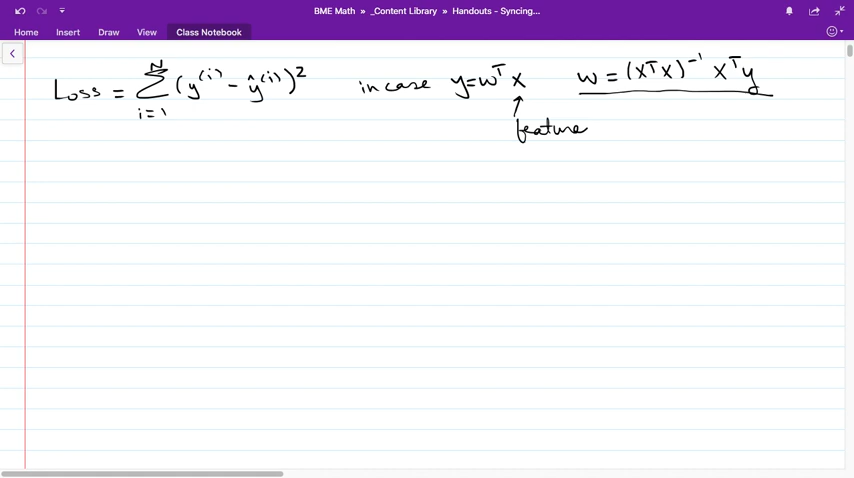 BME Math » _Content Library » Handouts - Syncing...
Home Insert Draw View Class Notebook
Loss = ∑_{i=1}^{N} (y^{(i)} - ŷ^{(i)})² in case y=w^T x w = (X^T X)^{-1} X^T y
feature